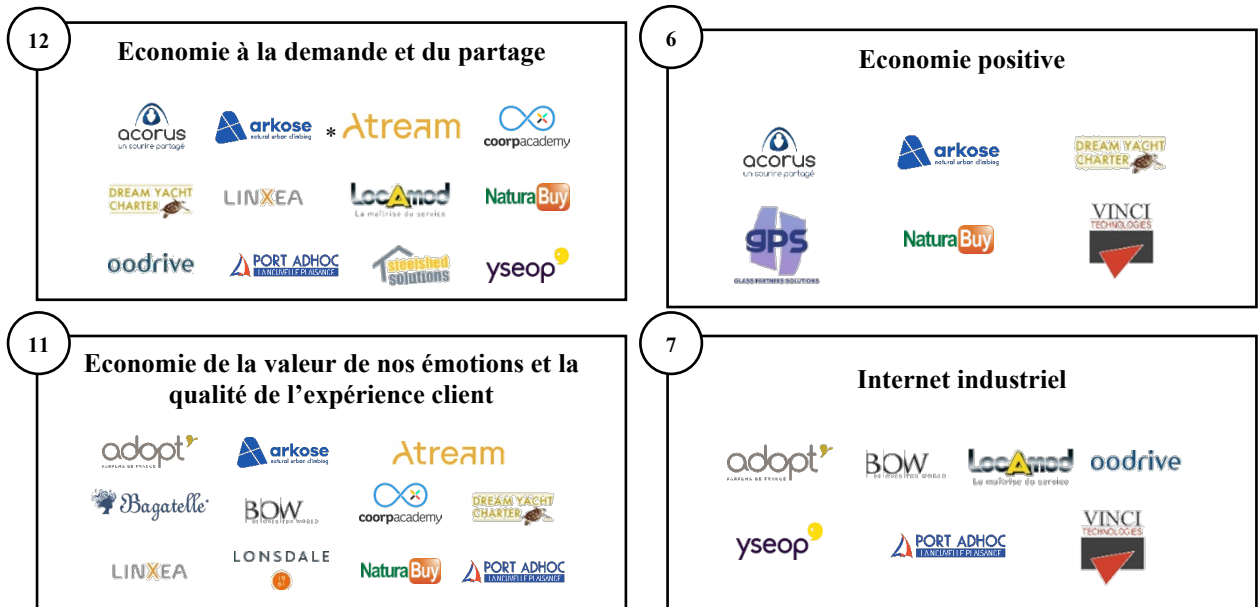 12
Economie à la demande et du partage
acorus
un sourire partagé
arkose
natural urban climbing
*
Atream
coorpacademy
DREAM YACHT
CHARTER
LINXEA
LocAmod
La maîtrise du service
NaturaBuy
oodrive
PORT ADHOC
LA NOUVELLE PLAISANCE
steelshed
solutions
yseop
6
Economie positive
acorus
un sourire partagé
arkose
natural urban climbing
DREAM YACHT
CHARTER
gps
GLASS PARTNERS SOLUTIONS
NaturaBuy
VINCI
TECHNOLOGIES
11
Economie de la valeur de nos émotions et la
qualité de l’expérience client
adopt'
PARFUMS DE FRANCE
arkose
natural urban climbing
Atream
Bagatelle
BOW
coorpacademy
DREAM YACHT
CHARTER
LINXEA
LONSDALE
NaturaBuy
PORT ADHOC
LA NOUVELLE PLAISANCE
7
Internet industriel
adopt'
PARFUMS DE FRANCE
BOW
LocAmod
La maîtrise du service
oodrive
yseop
PORT ADHOC
LA NOUVELLE PLAISANCE
VINCI
TECHNOLOGIES